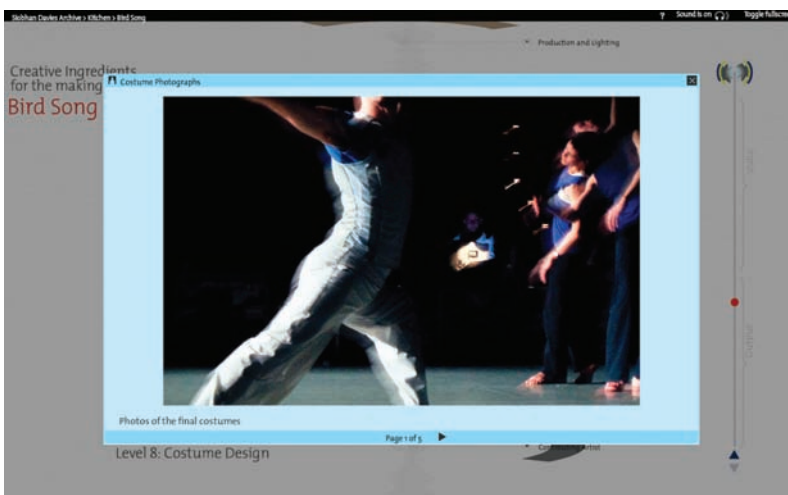 Siobhan Davies Archive > Kitchen > Bird Song
? Sound is on Toggle fullscre
Production and Lighting
Creative Ingredients
for the making
Bird Song
Costume Photographs
Photos of the final costumes
Page 1 of 5
Level 8: Costume Design
Artist